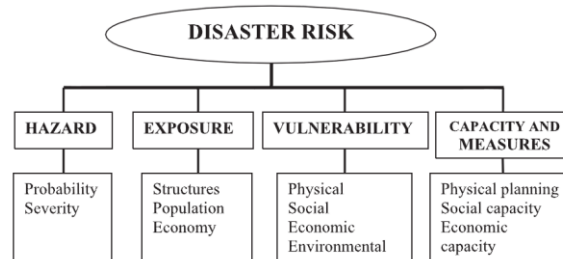 DISASTER RISK
HAZARD
EXPOSURE
VULNERABILITY
CAPACITY AND
MEASURES
Probability
Severity
Structures
Population
Economy
Physical
Social
Economic
Environmental
Physical planning
Social capacity
Economic
capacity